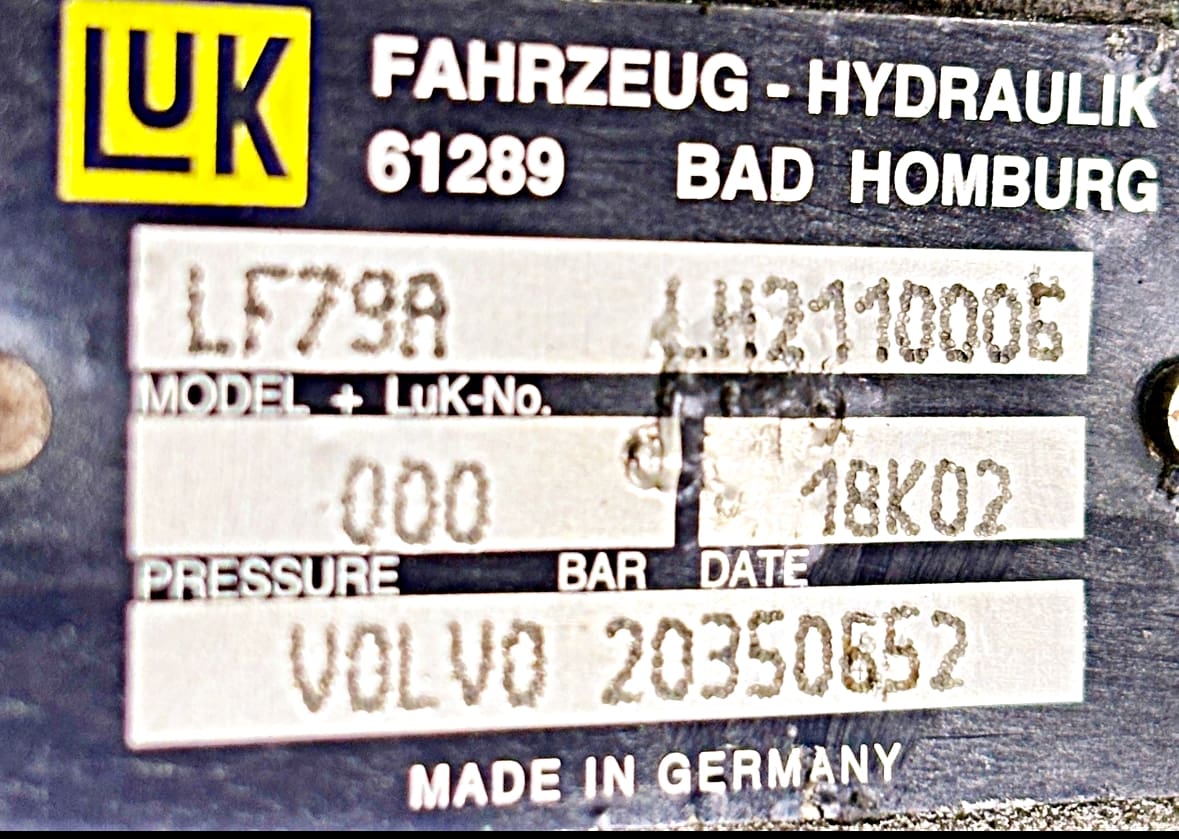 LUK FAHRZEUG - HYDRAULIK
61289 BAD HOMBURG
LF79A LH2110006
MODEL + LuK-No.
000 18K02
PRESSURE BAR DATE
VOLVO 20350652
MADE IN GERMANY